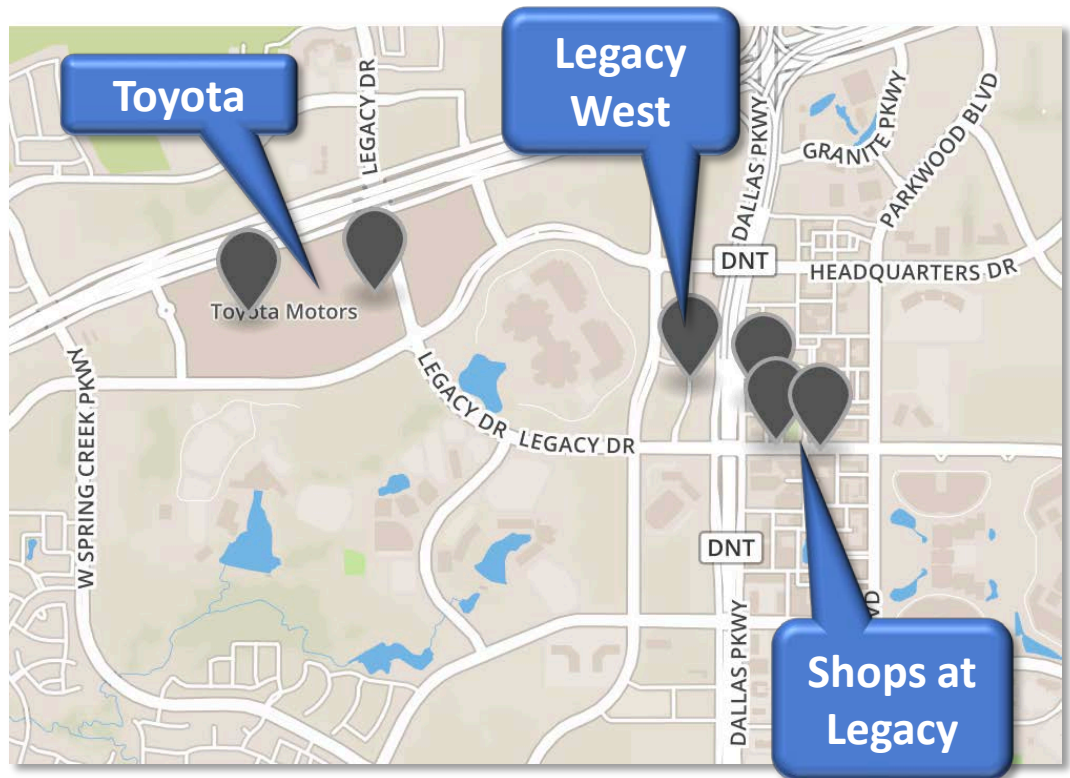 Toyota
Legacy
West
LEGACY DR
DALLAS PKWY
GRANITE PKWY
PARKWOOD BLVD
DNT
HEADQUARTERS DR
Toyota Motors
W SPRING CREEK PKWY
LEGACY DR
LEGACY DR
DNT
VD
DALLAS PKWY
Shops at
Legacy